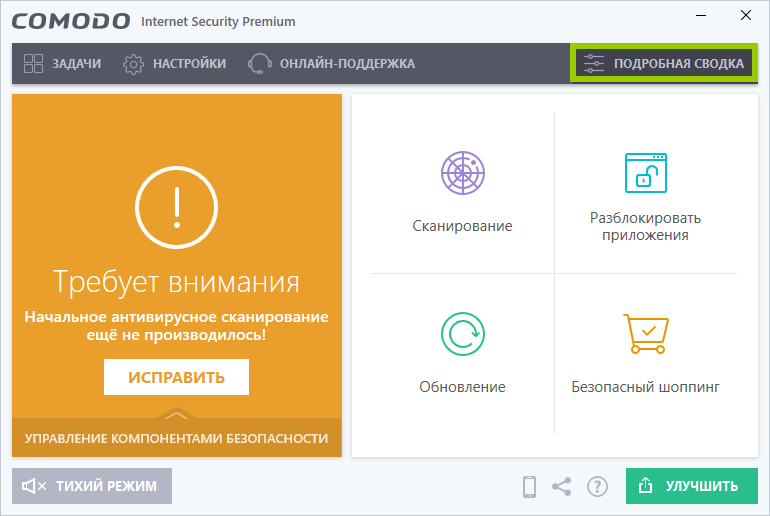 COMODO Internet Security Premium
ЗАДАЧИ НАСТРОЙКИ ОНЛАЙН-ПОДДЕРЖКА ПОДРОБНАЯ СВОДКА
Требует внимания
Начальное антивирусное сканирование
ещё не производилось!
ИСПРАВИТЬ
УПРАВЛЕНИЕ КОМПОНЕНТАМИ БЕЗОПАСНОСТИ
Сканирование
Разблокировать
приложения
Обновление
Безопасный шоппинг
ТИХИЙ РЕЖИМ
?
УЛУЧШИТЬ